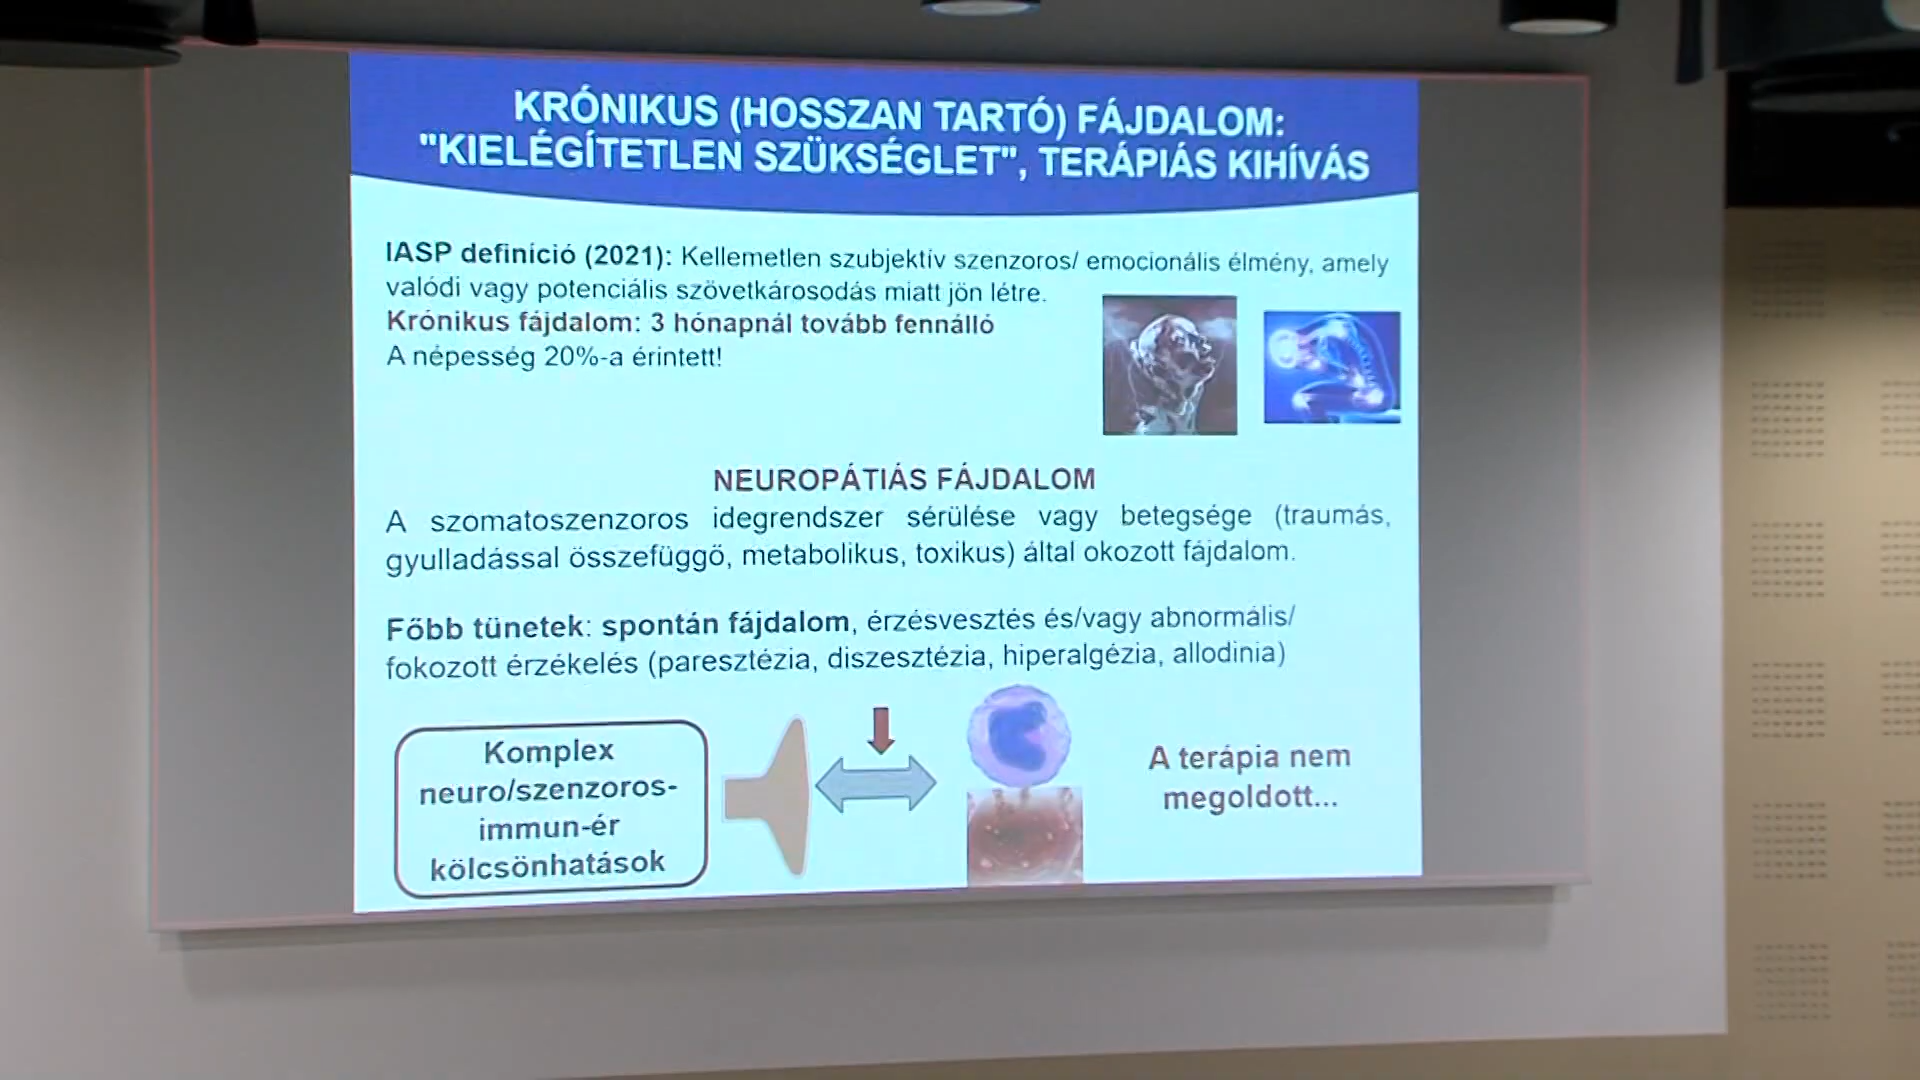 KRÓNIKUS (HOSSZAN TARTÓ) FÁJDALOM:
"KIELÉGÍTETLEN SZÜKSÉGLET", TERÁPIÁS KIHÍVÁS
IASP definíció (2021): Kellemetlen szubjektív szenzoros/ emocionális élmény, amely
valódi vagy potenciális szövetkárosodás miatt jön létre.
Krónikus fájdalom: 3 hónapnál tovább fennálló
A népesség 20%-a érintett!
NEUROPÁTIÁS FÁJDALOM
A szomatoszenzoros idegrendszer sérülése vagy betegsége (traumás,
gyulladással összefüggő, metabolikus, toxikus) által okozott fájdalom.
Főbb tünetek: spontán fájdalom, érzésvesztés és/vagy abnormális/
fokozott érzékelés (paresztézia, diszesztézia, hiperalgézia, allodinia)
Komplex
neuro/szenzoros-
immun-ér
kölcsönhatások
A terápia nem
megoldott...